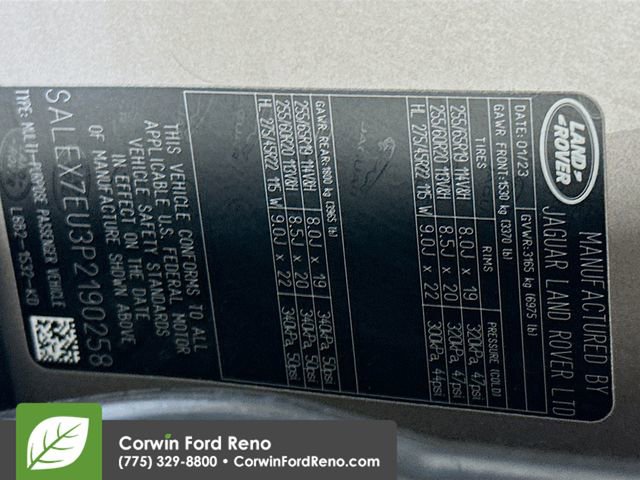 LAND
ROVER
MANUFACTURED BY
JAGUAR LAND ROVER LTD
DATE: 01/23 GVWR: 3165 kg (6975 lb)
GAWR FRONT: 1530 kg (3370 lb)
TIRES RIMS PRESSURE (COLD)
255/65R19 114V&H 8.0J x 19 320kPa, 47psi
255/60R20 113V&H 8.5J x 20 320kPa, 47psi
HL 275/45R22 115 W 9.0J x 22 300kPa, 44psi
GAWR REAR: 1800 kg (3965 lb)
255/65R19 114V&H 8.0J x 19 340kPa, 50psi
255/60R20 113V&H 8.5J x 20 340kPa, 50psi
HL 275/45R22 115 W 9.0J x 22 340kPa, 50psi
THIS VEHICLE CONFORMS TO ALL
APPLICABLE U.S. FEDERAL MOTOR
VEHICLE SAFETY STANDARDS
IN EFFECT ON THE DATE
OF MANUFACTURE SHOWN ABOVE.
SALEX7EU3P2190258
TYPE: MULTI-PURPOSE PASSENGER VEHICLE
Corwin Ford Reno
(775) 329-8800 • CorwinFordReno.com